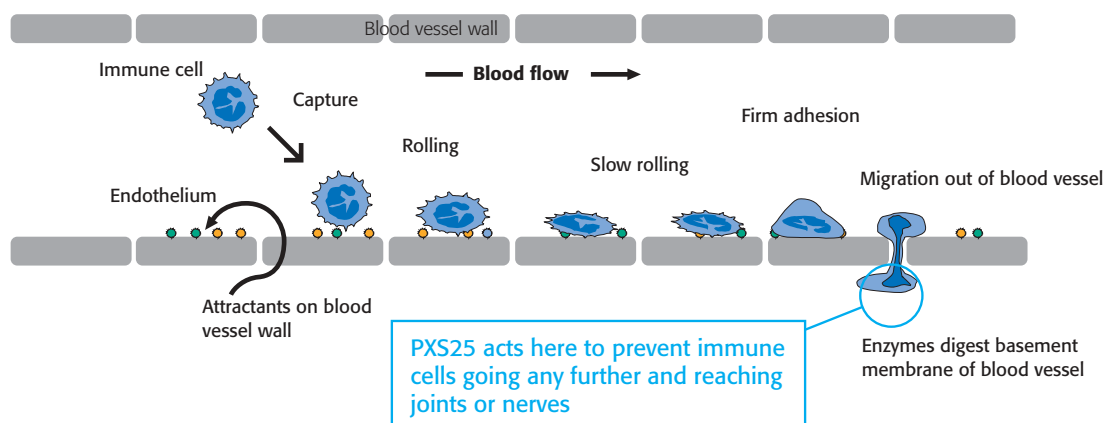 Blood vessel wall
Immune cell
Blood flow
Capture
Firm adhesion
Rolling
Slow rolling
Migration out of blood vessel
Endothelium
Attractants on blood
vessel wall
PXS25 acts here to prevent immune
cells going any further and reaching
joints or nerves
Enzymes digest basement
membrane of blood vessel